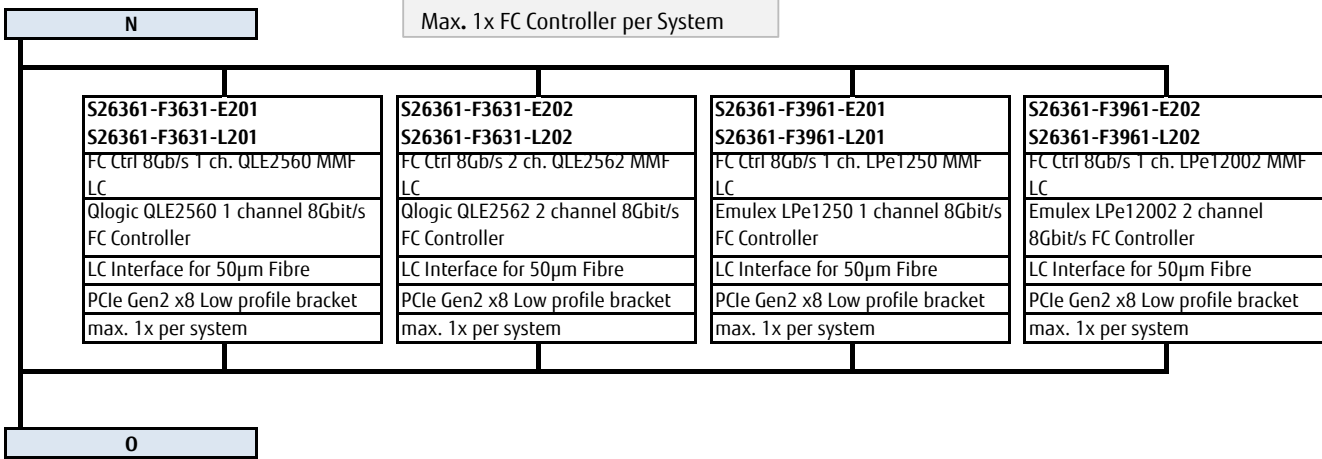 N
Max. 1x FC Controller per System
S26361-F3631-E201
S26361-F3631-L201
FC Ctrl 8Gb/s 1 ch. QLE2560 MMF
LC
Qlogic QLE2560 1 channel 8Gbit/s
FC Controller
LC Interface for 50µm Fibre
PCIe Gen2 x8 Low profile bracket
max. 1x per system
S26361-F3631-E202
S26361-F3631-L202
FC Ctrl 8Gb/s 2 ch. QLE2562 MMF
LC
Qlogic QLE2562 2 channel 8Gbit/s
FC Controller
LC Interface for 50µm Fibre
PCIe Gen2 x8 Low profile bracket
max. 1x per system
S26361-F3961-E201
S26361-F3961-L201
FC Ctrl 8Gb/s 1 ch. LPe1250 MMF
LC
Emulex LPe1250 1 channel 8Gbit/s
FC Controller
LC Interface for 50µm Fibre
PCIe Gen2 x8 Low profile bracket
max. 1x per system
S26361-F3961-E202
S26361-F3961-L202
FC Ctrl 8Gb/s 1 ch. LPe12002 MMF
LC
Emulex LPe12002 2 channel
8Gbit/s FC Controller
LC Interface for 50µm Fibre
PCIe Gen2 x8 Low profile bracket
max. 1x per system
O